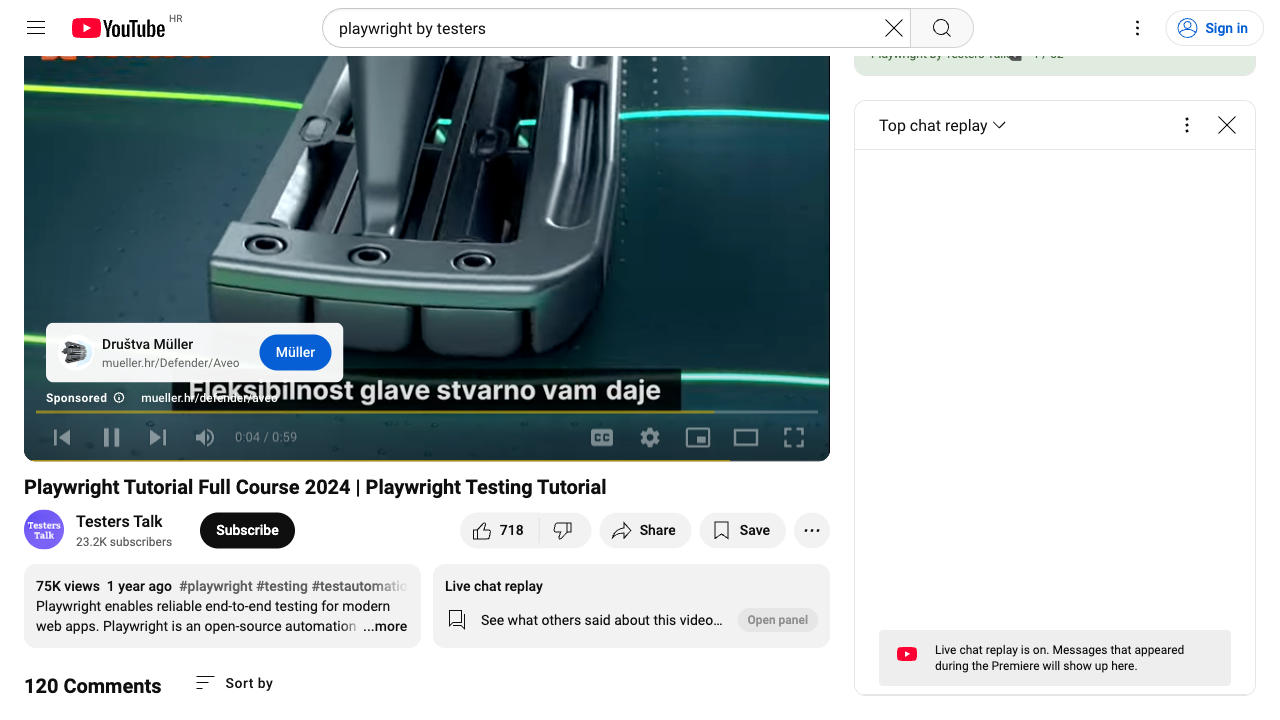 YouTube HR
playwright by testers
Sign in
Top chat replay
Društva Müller
mueller.hr/Defender/Aveo
Müller
Fleksibilnost glave stvarno vam daje
Sponsored
mueller.hr/defender/aveo
CC
0:04 / 0:59
Playwright Tutorial Full Course 2024 | Playwright Testing Tutorial
Testers Talk
Testers Talk
23.2K subscribers
Subscribe
718
Share
Save
75K views 1 year ago #playwright #testing #testautomatio
Playwright enables reliable end-to-end testing for modern
web apps. Playwright is an open-source automation ...more
Live chat replay
See what others said about this video...
Open panel
120 Comments
Sort by
Live chat replay is on. Messages that appeared
during the Premiere will show up here.